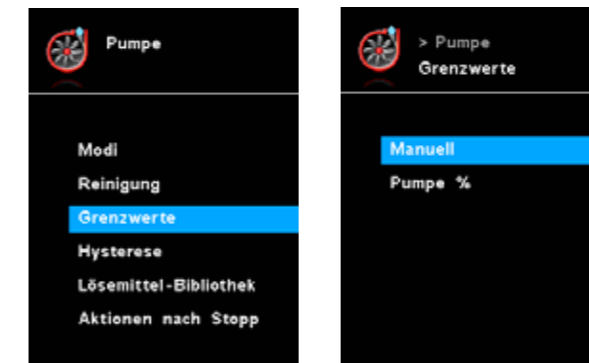 Pumpe
Modi
Reinigung
Grenzwerte
Hysterese
Lösemittel-Bibliothek
Aktionen nach Stopp
> Pumpe
Grenzwerte
Manuell
Pumpe %